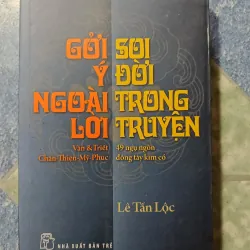 GỞI SOI
Ý ĐỜI
NGOÀI TRONG
LỜI TRUYỆN
Văn & Triết 49 ngụ ngôn
Chân-Thiện-Mỹ-Phúc đông tây kim cổ
Lê Tấn Lộc
NHÀ XUẤT BẢN TRẺ